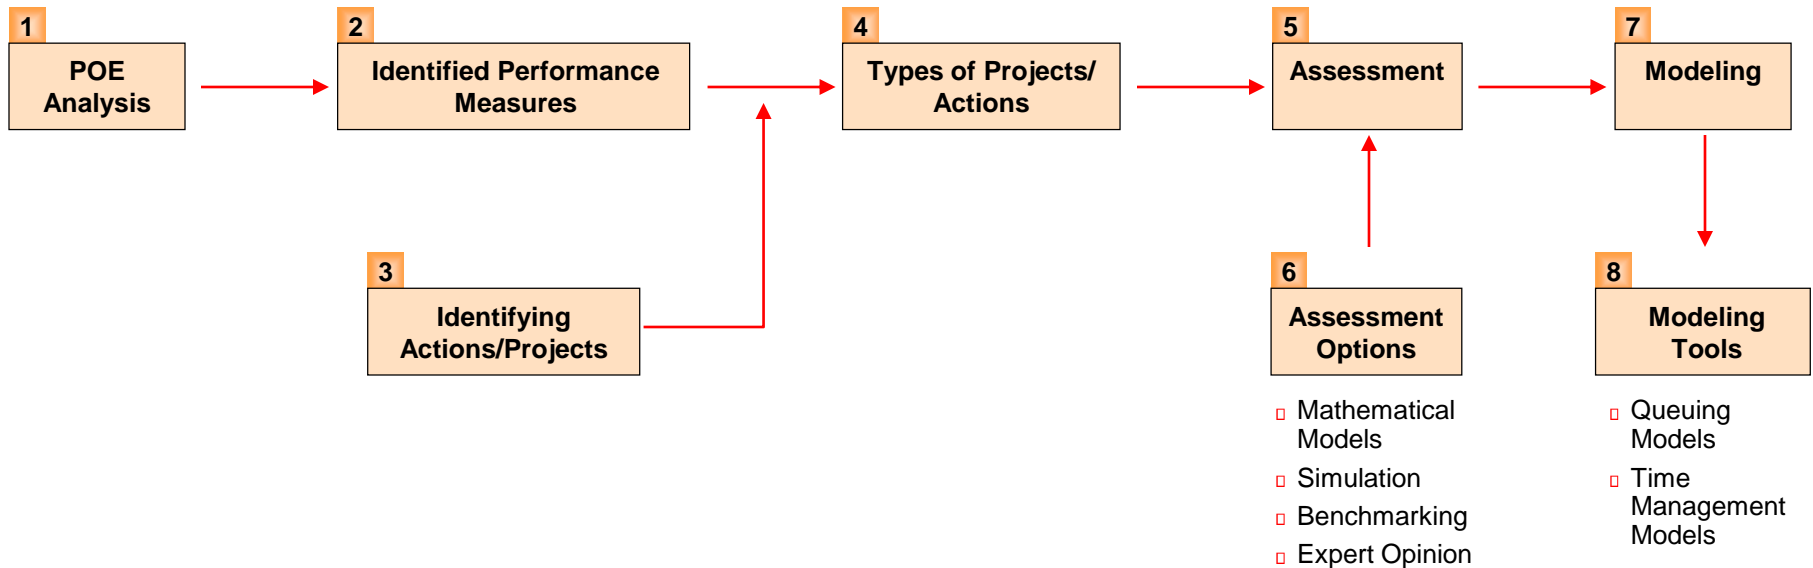 1
POE
Analysis
2
Identified Performance
Measures
3
Identifying
Actions/Projects
4
Types of Projects/
Actions
5
Assessment
6
Assessment
Options
Mathematical
Models
Simulation
Benchmarking
Expert Opinion
7
Modeling
8
Modeling
Tools
Queuing
Models
Time
Management
Models